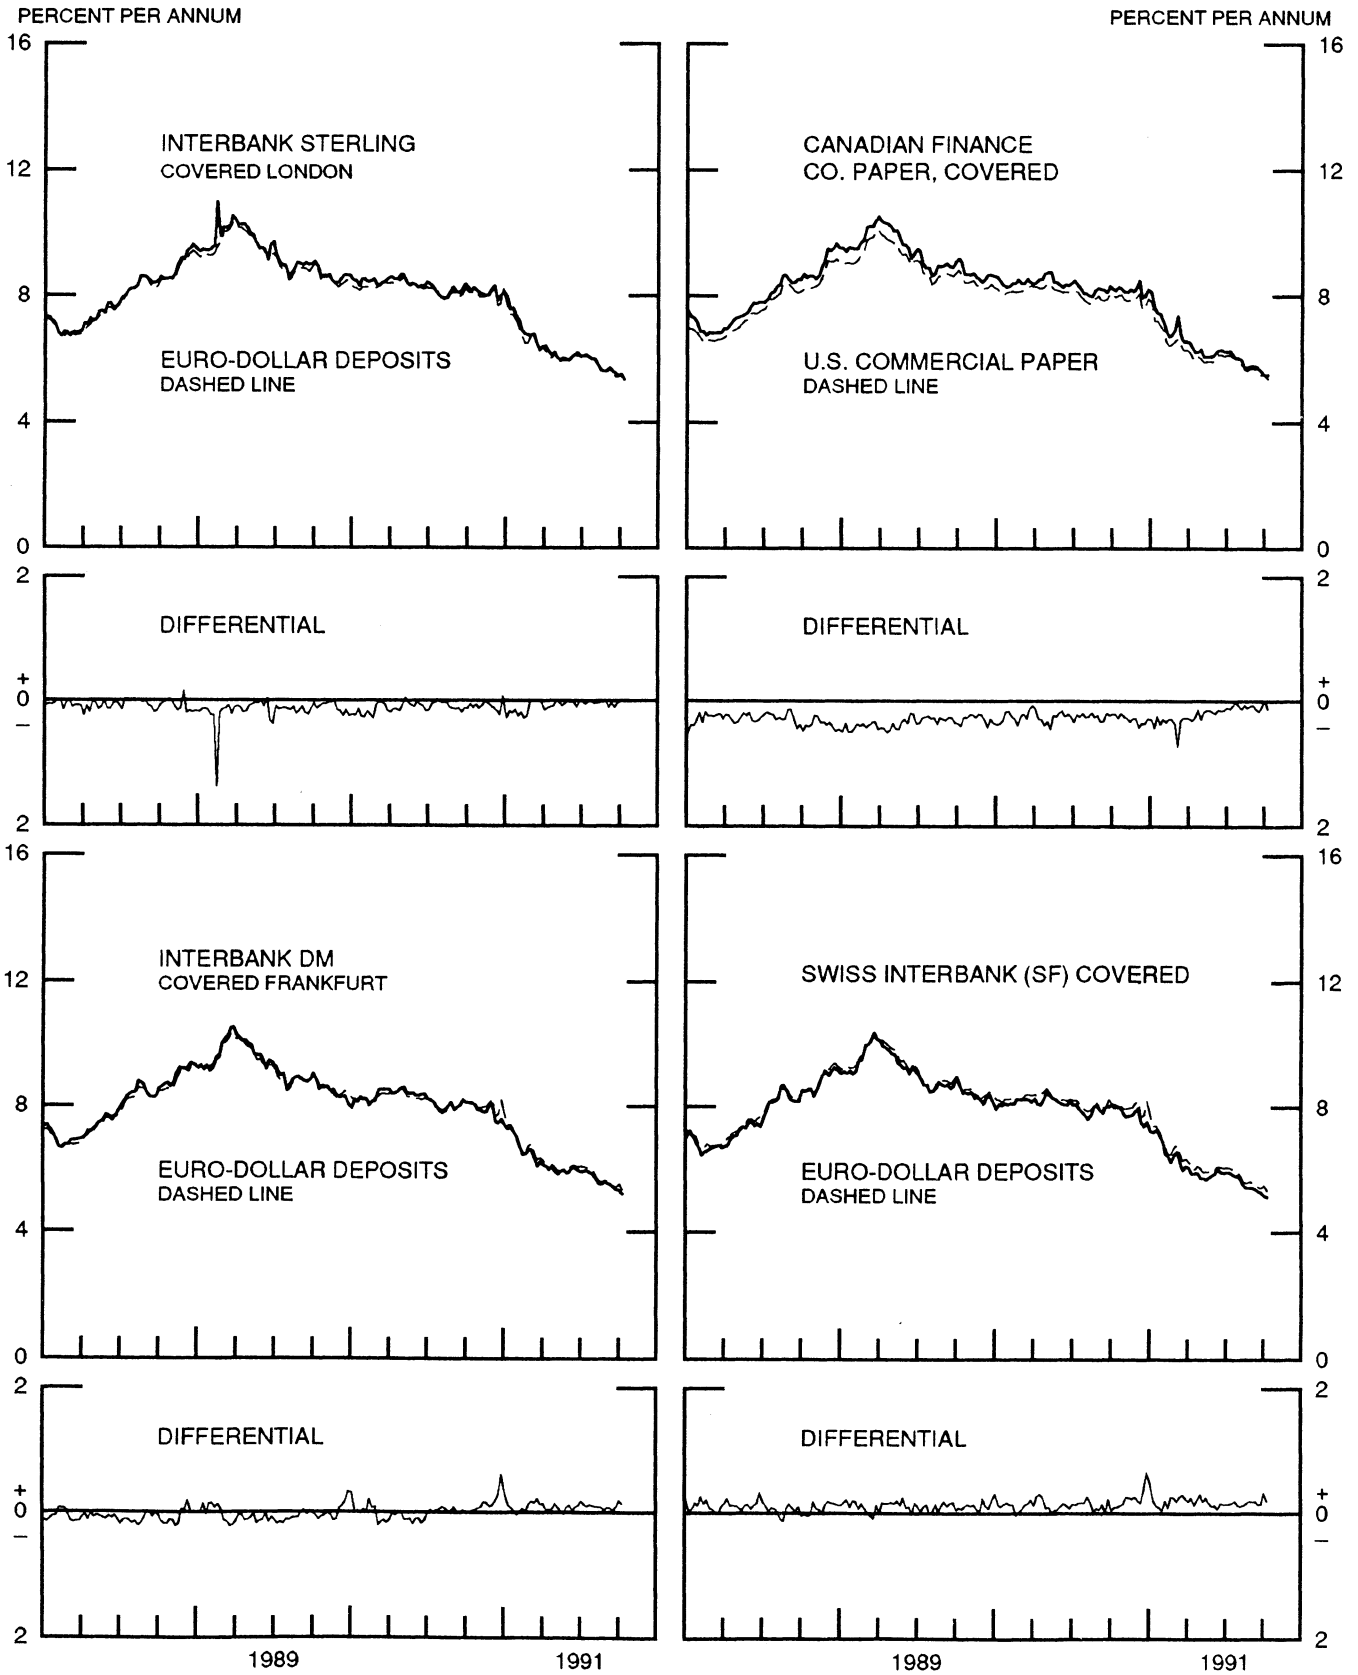 PERCENT PER ANNUM
PERCENT PER ANNUM
16
16
INTERBANK STERLING
COVERED LONDON
CANADIAN FINANCE
CO. PAPER, COVERED
12
12
8
8
EURO-DOLLAR DEPOSITS
DASHED LINE
U.S. COMMERCIAL PAPER
DASHED LINE
4
4
0
0
2
2
DIFFERENTIAL
DIFFERENTIAL
+
0
–
+
0
–
2
2
16
16
INTERBANK DM
COVERED FRANKFURT
SWISS INTERBANK (SF) COVERED
12
12
8
8
EURO-DOLLAR DEPOSITS
DASHED LINE
EURO-DOLLAR DEPOSITS
DASHED LINE
4
4
0
0
2
2
DIFFERENTIAL
DIFFERENTIAL
+
0
–
+
0
–
2
2
1989
1991
1989
1991